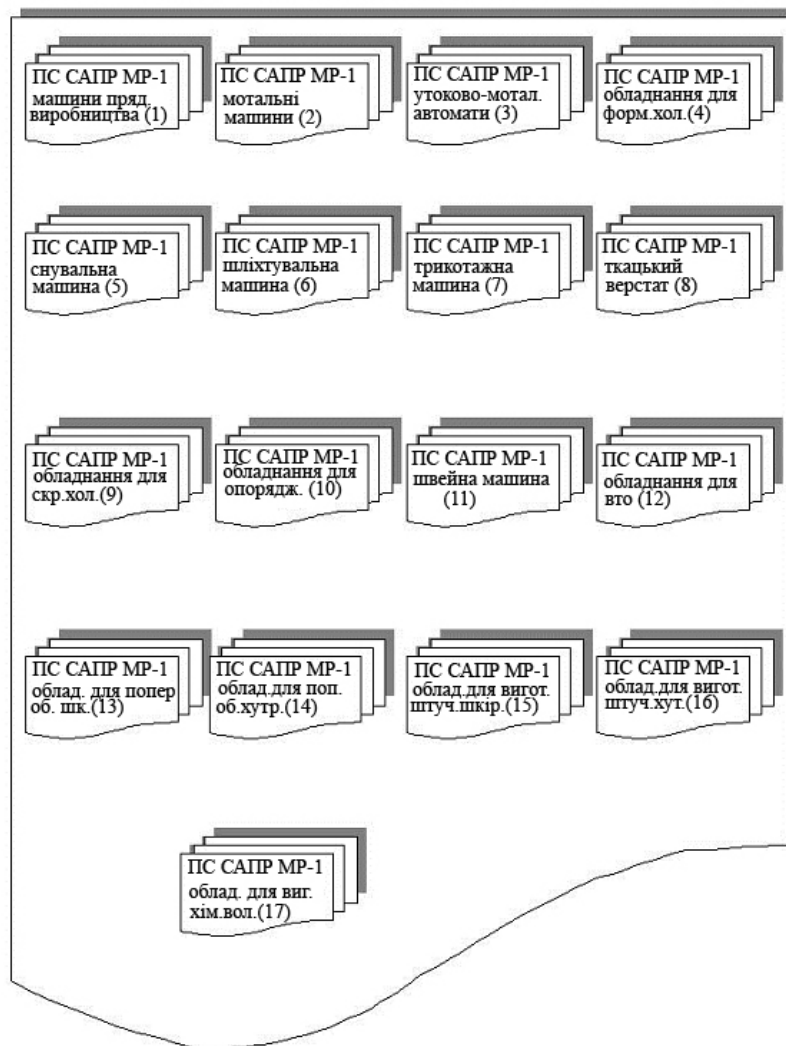 ПС САПР МР-1
машини пряд.
виробництва (1)
ПС САПР МР-1
мотальні
машини (2)
ПС САПР МР-1
утоково-мотал.
автомати (3)
ПС САПР МР-1
обладнання для
форм.хол.(4)
ПС САПР МР-1
снувальна
машина (5)
ПС САПР МР-1
шліхтувальна
машина (6)
ПС САПР МР-1
трикотажна
машина (7)
ПС САПР МР-1
ткацький
верстат (8)
ПС САПР МР-1
обладнання для
скр.хол.(9)
ПС САПР МР-1
обладнання для
опорядж. (10)
ПС САПР МР-1
швейна машина
(11)
ПС САПР МР-1
обладнання для
вто (12)
ПС САПР МР-1
облад. для попер
об. шк.(13)
ПС САПР МР-1
облад.для поп.
об.хутр.(14)
ПС САПР МР-1
облад.для вигот.
штуч.шкір.(15)
ПС САПР МР-1
облад.для вигот.
штуч.хут.(16)
ПС САПР МР-1
облад. для виг.
хім.вол.(17)